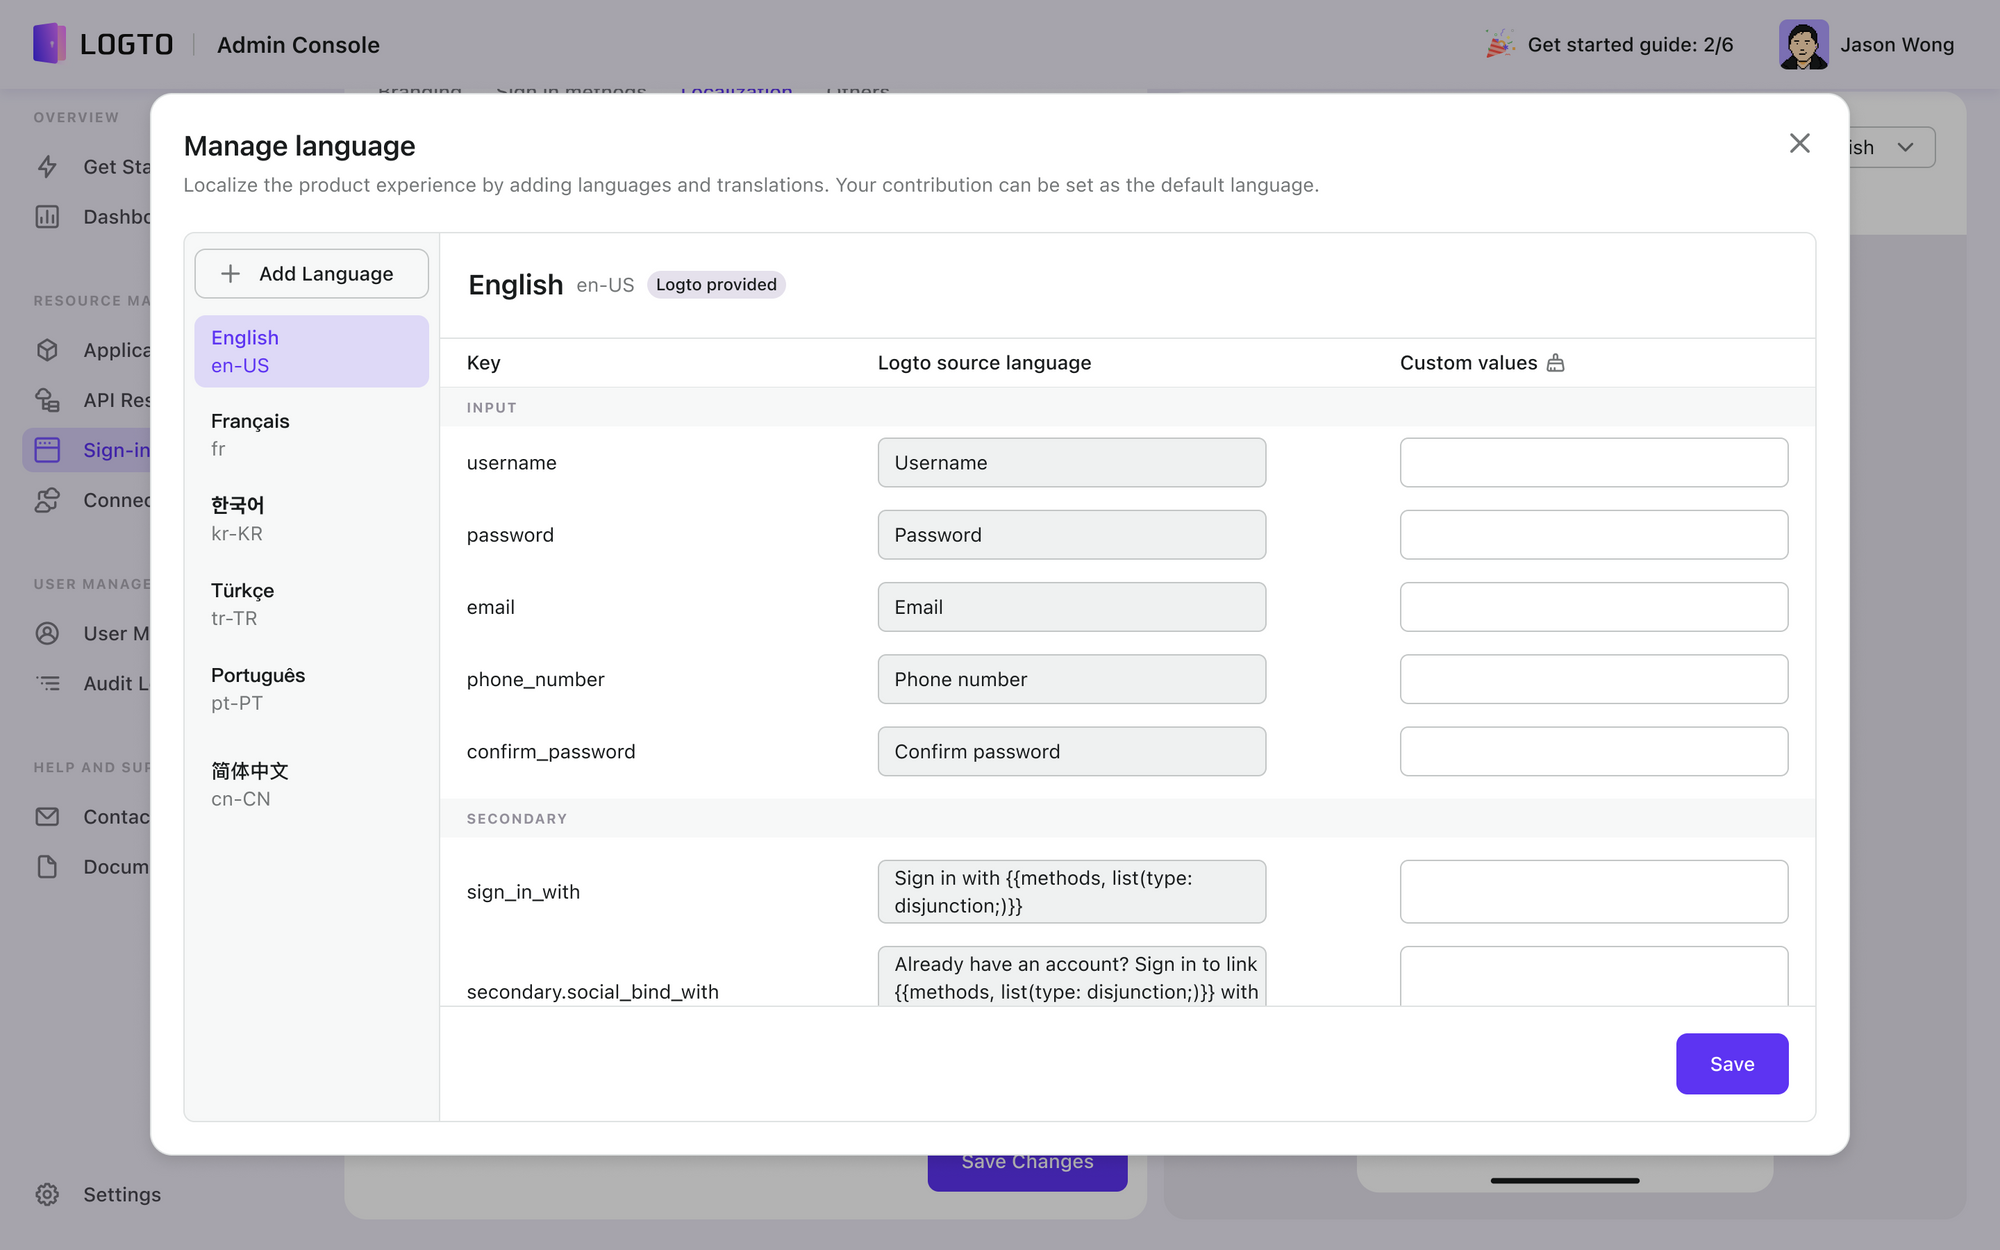 LOGTO
Admin Console
Get started guide: 2/6
Jason Wong
Branding
Sign in methods
Localization
Others
OVERVIEW
Get Sta
Dashbo
RESOURCE MA
Applica
API Res
Sign-in
Connec
USER MANAGE
User M
Audit L
HELP AND SUP
Contac
Docum
Settings
ish
Manage language
Localize the product experience by adding languages and translations. Your contribution can be set as the default language.
Add Language
English
en-US
Français
fr
한국어
kr-KR
Türkçe
tr-TR
Português
pt-PT
简体中文
cn-CN
English en-US Logto provided
Key Logto source language Custom values
INPUT
username Username
password Password
email Email
phone_number Phone number
confirm_password Confirm password
SECONDARY
sign_in_with
Sign in with {{methods, list(type:
disjunction;)}}
secondary.social_bind_with
Already have an account? Sign in to link
{{methods, list(type: disjunction;)}} with
Save
Save Changes